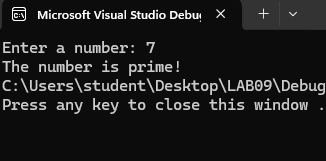 Microsoft Visual Studio Debug
Enter a number: 7
The number is prime!
C:\Users\student\Desktop\LAB09\Debug
Press any key to close this window .